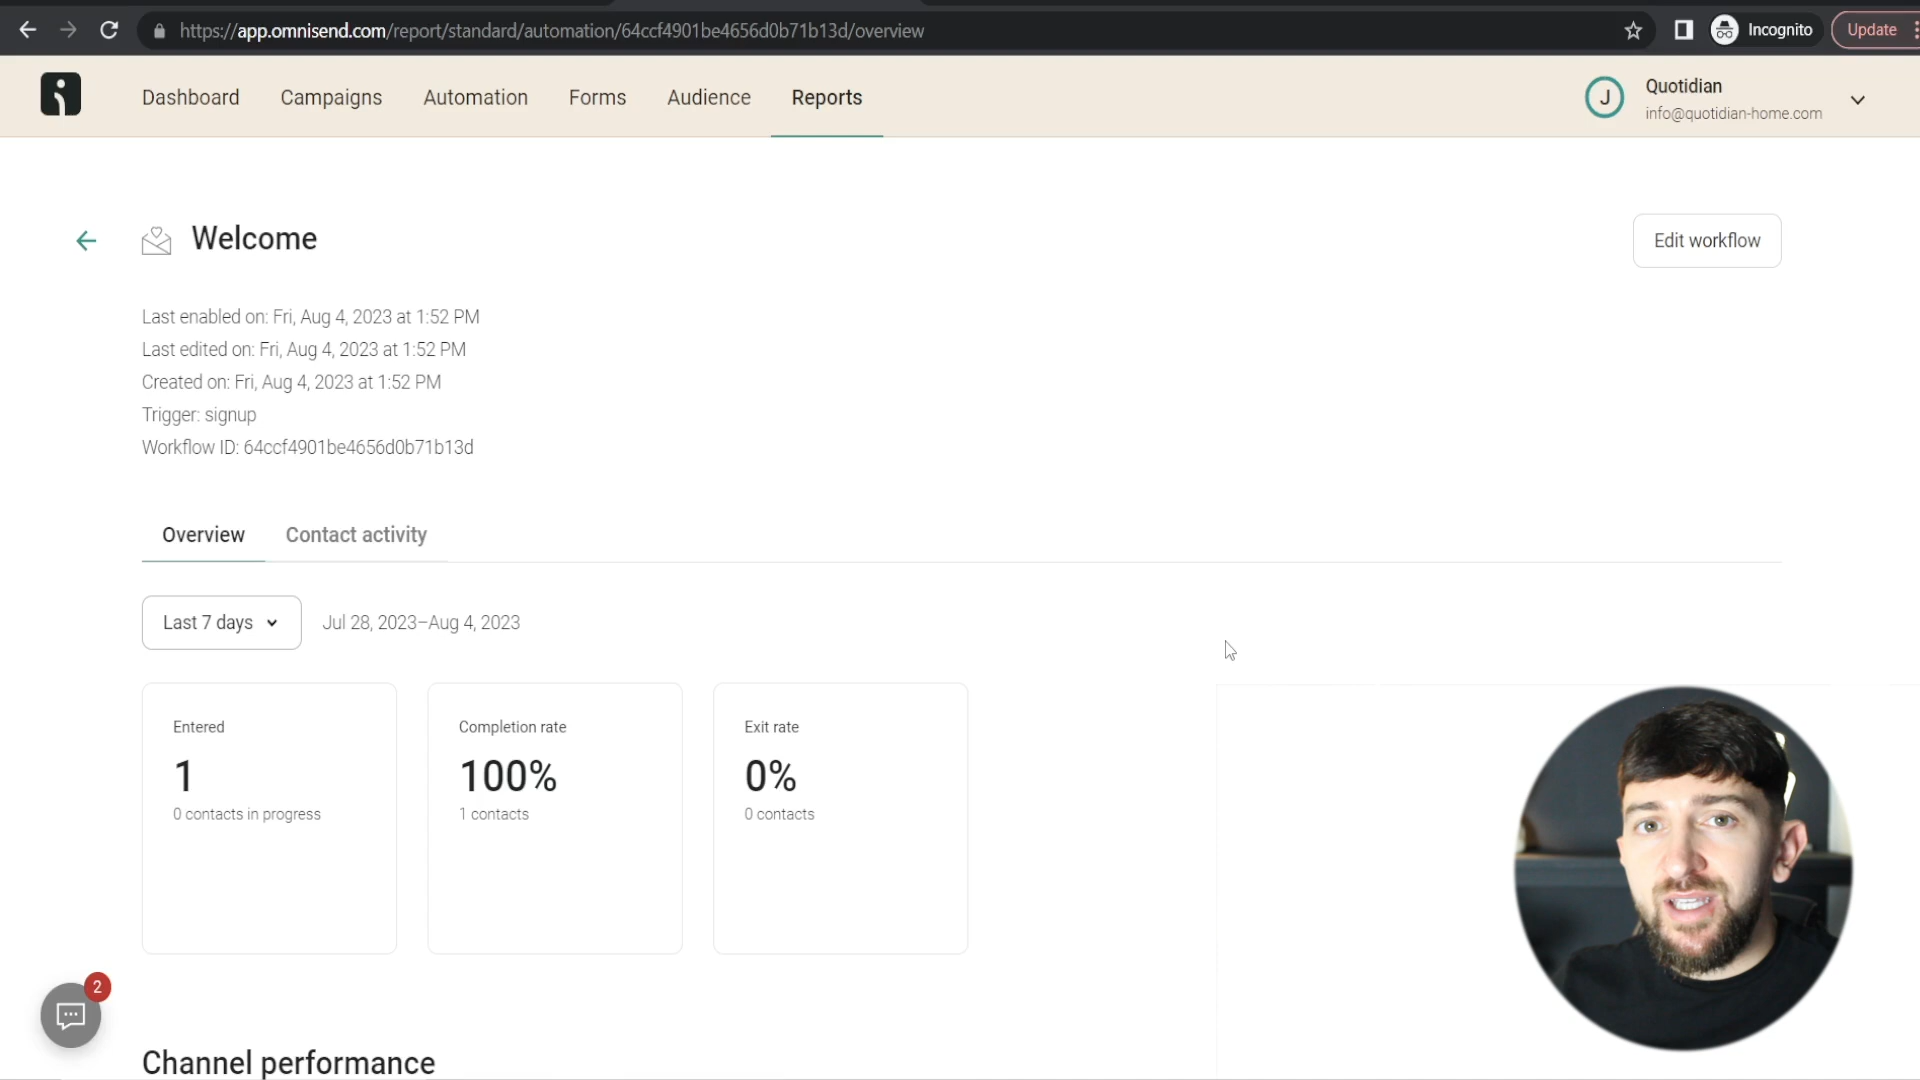 https://app.omnisend.com/report/standard/automation/64ccf4901be4656d0b71b13d/overview
Incognito
Update
Dashboard
Campaigns
Automation
Forms
Audience
Reports
J
Quotidian
info@quotidian-home.com
Welcome
Edit workflow
Last enabled on: Fri, Aug 4, 2023 at 1:52 PM
Last edited on: Fri, Aug 4, 2023 at 1:52 PM
Created on: Fri, Aug 4, 2023 at 1:52 PM
Trigger: signup
Workflow ID: 64ccf4901be4656d0b71b13d
Overview
Contact activity
Last 7 days
Jul 28, 2023–Aug 4, 2023
Entered
1
0 contacts in progress
Completion rate
100%
1 contacts
Exit rate
0%
0 contacts
2
Channel performance